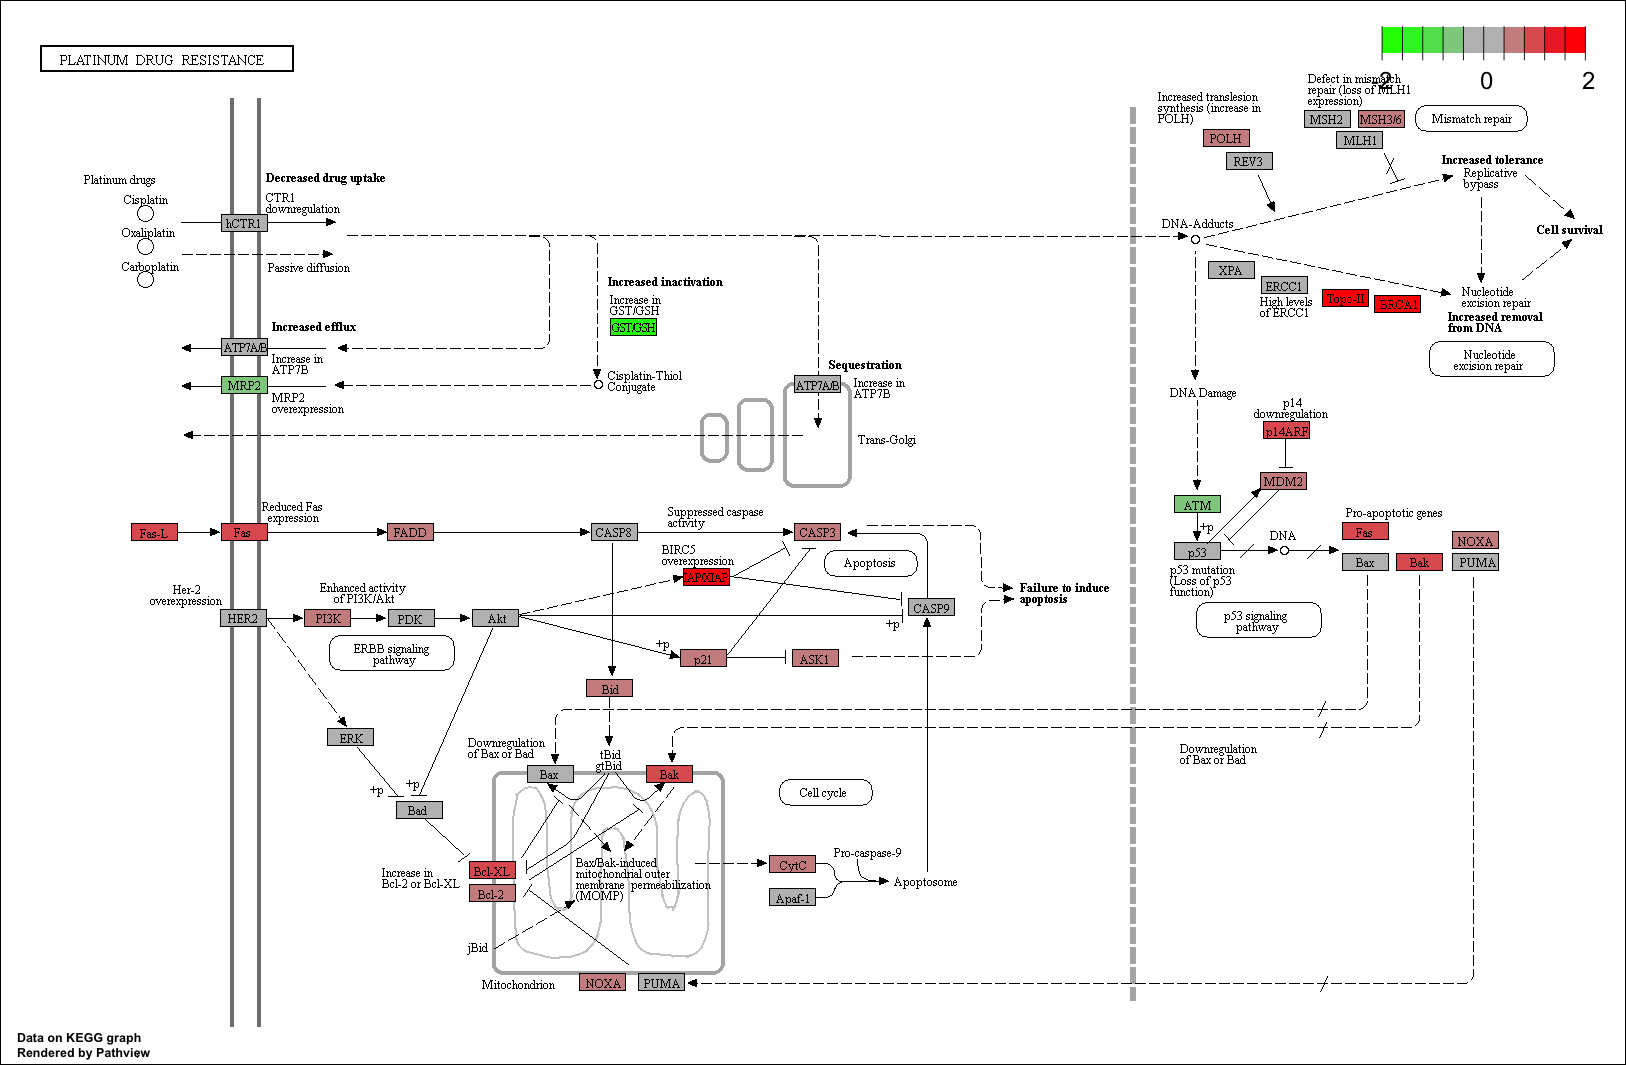 PLATINUM DRUG RESISTANCE
-2 0 2
Defect in mismatch
repair (loss of MLH1
expression)
Increased translesion
synthesis (increase in
POLH)
MSH2
MSH3/6
Mismatch repair
MLH1
POLH
REV3
Increased tolerance
Replicative
bypass
Cell survival
Platinum drugs
Cisplatin
Oxaliplatin
Carboplatin
Decreased drug uptake
CTR1
downregulation
hCTR1
Passive diffusion
DNA-Adducts
XPA
ERCC1
High levels
of ERCC1
Topo-II
BRCA1
Nucleotide
excision repair
Increased removal
from DNA
Nucleotide
excision repair
Increased inactivation
Increase in
GST/GSH
GST/GSH
Increased efflux
ATP7A/B
Increase in
ATP7B
MRP2
MRP2
overexpression
Cisplatin-Thiol
Conjugate
Sequestration
ATP7A/B
Increase in
ATP7B
Trans-Golgi
DNA Damage
p14
downregulation
p14ARF
MDM2
ATM
+p
p53
p53 mutation
(Loss of p53
function)
DNA
Pro-apoptotic genes
Fas
Bax
Bak
NOXA
PUMA
p53 signaling
pathway
Reduced Fas
expression
Fas-L
Fas
FADD
CASP8
Suppressed caspase
activity
CASP3
BIRC5
overexpression
Apoptosis
Failure to induce
apoptosis
Her-2
overexpression
Enhanced activity
of PI3K/Akt
HER2
PI3K
PDK
Akt
CASP9
+p
ERBB signaling
pathway
+p
p21
ASK1
Bid
ERK
Downregulation
of Bax or Bad
tBid
gtBid
Bax
Bak
Downregulation
of Bax or Bad
+p
+p
Bad
Cell cycle
Increase in
Bcl-2 or Bcl-XL
Bcl-XL
Bcl-2
Bax/Bak-induced
mitochondrial outer
membrane permeabilization
(MOMP)
CytC
Apaf-1
Pro-caspase-9
Apoptosome
jBid
Mitochondrion
NOXA
PUMA
Data on KEGG graph
Rendered by Pathview